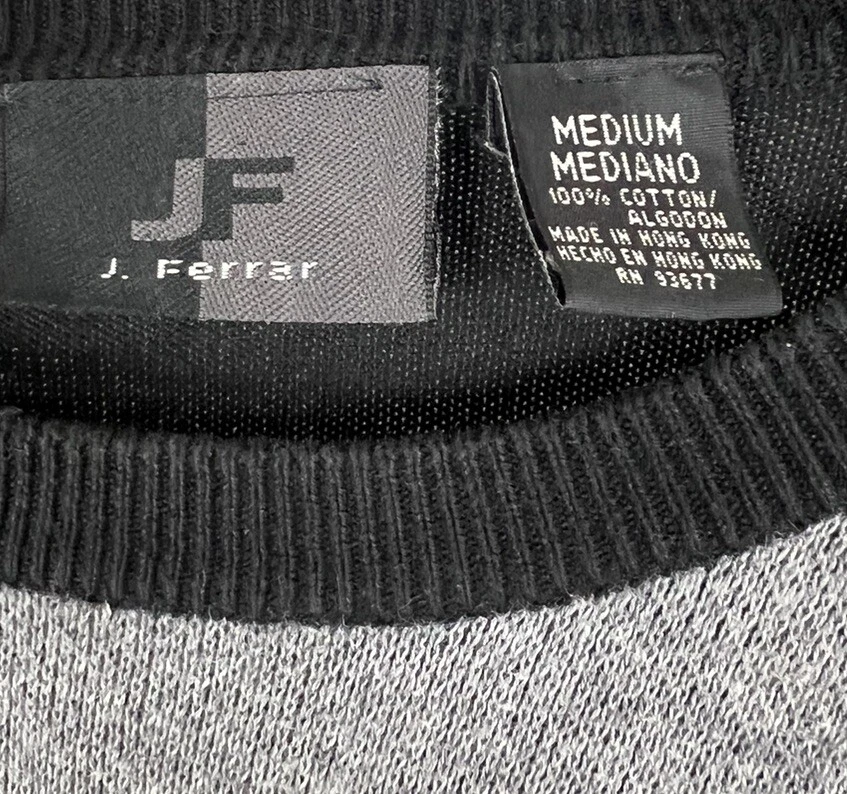 JF
J. Ferrar
MEDIUM
MEDIANO
100% COTTON/
ALGODON
MADE IN HONG KONG
HECHO EN HONG KONG
RN 93677